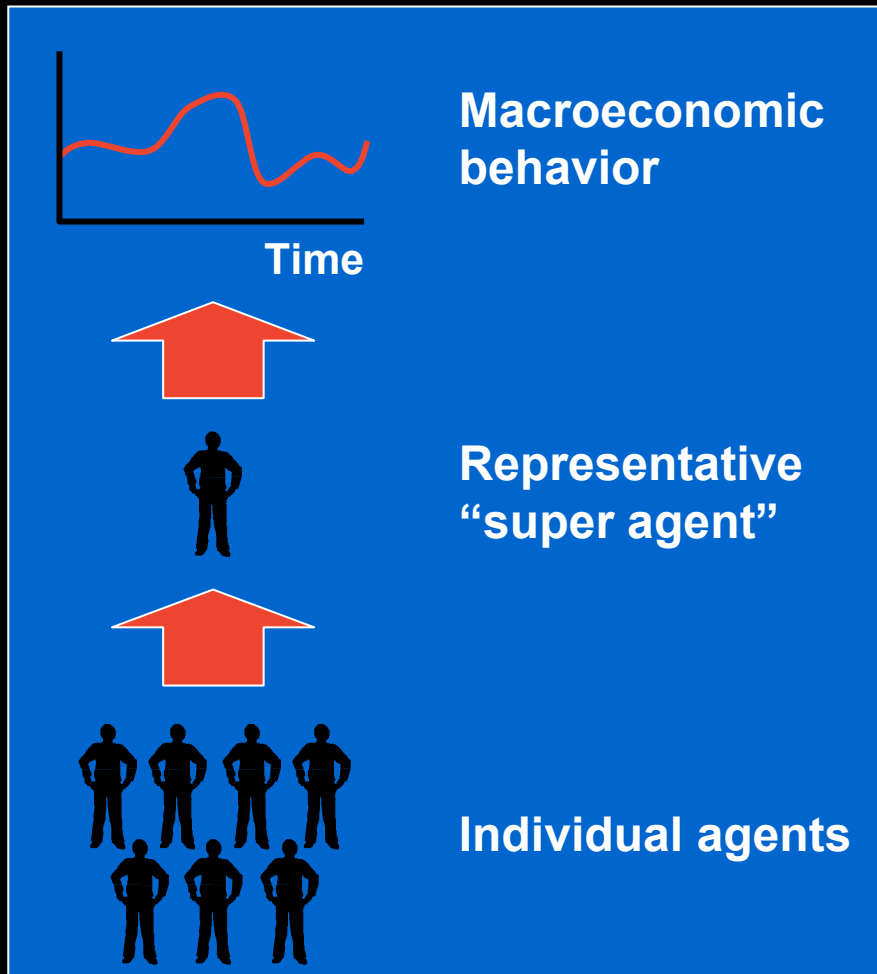 Macroeconomic
behavior
Time
Representative
“super agent”
Individual agents